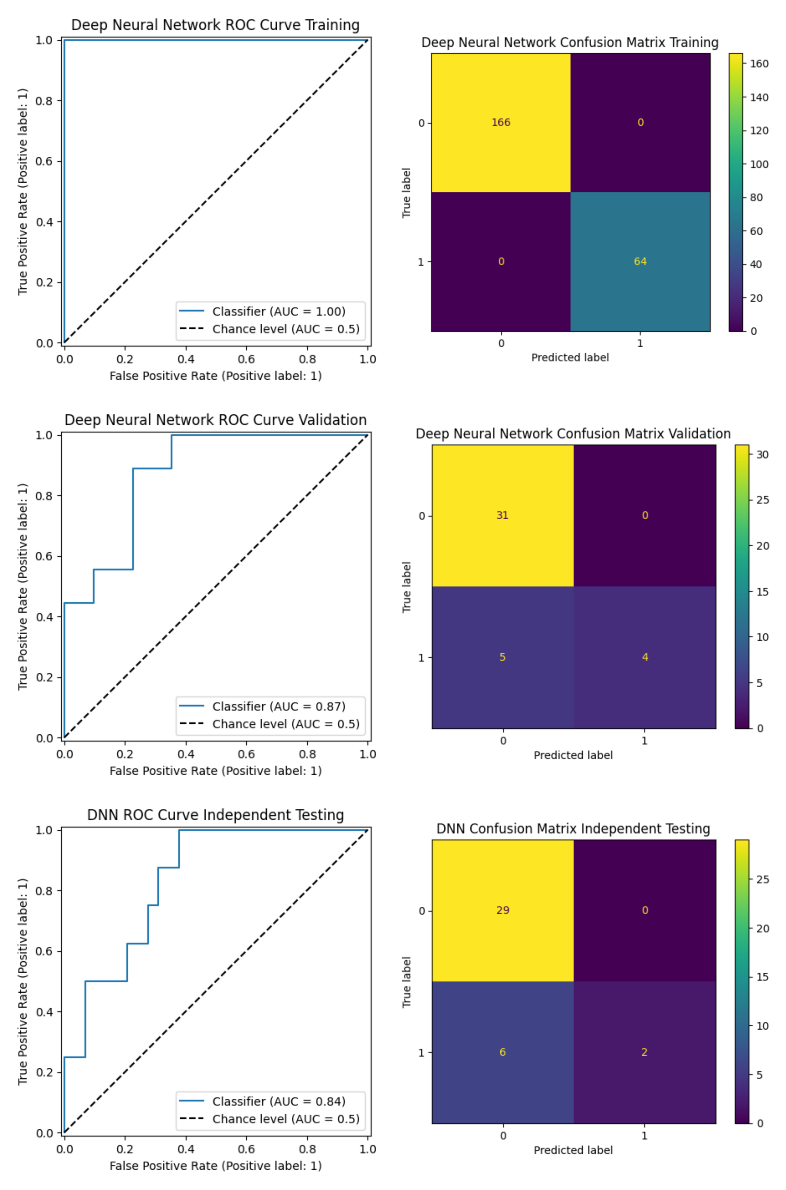 Deep Neural Network ROC Curve Training
1.0
0.8
0.6
0.4
0.2
0.0
True Positive Rate (Positive label: 1)
Classifier (AUC = 1.00)
Chance level (AUC = 0.5)
0.0 0.2 0.4 0.6 0.8 1.0
False Positive Rate (Positive label: 1)
Deep Neural Network Confusion Matrix Training
0
1
True label
166 0
0 64
0 1
Predicted label
160
140
120
100
80
60
40
20
0
Deep Neural Network ROC Curve Validation
1.0
0.8
0.6
0.4
0.2
0.0
True Positive Rate (Positive label: 1)
Classifier (AUC = 0.87)
Chance level (AUC = 0.5)
0.0 0.2 0.4 0.6 0.8 1.0
False Positive Rate (Positive label: 1)
Deep Neural Network Confusion Matrix Validation
0
1
True label
31 0
5 4
0 1
Predicted label
30
25
20
15
10
5
0
DNN ROC Curve Independent Testing
1.0
0.8
0.6
0.4
0.2
0.0
True Positive Rate (Positive label: 1)
Classifier (AUC = 0.84)
Chance level (AUC = 0.5)
0.0 0.2 0.4 0.6 0.8 1.0
False Positive Rate (Positive label: 1)
DNN Confusion Matrix Independent Testing
0
1
True label
29 0
6 2
0 1
Predicted label
25
20
15
10
5
0